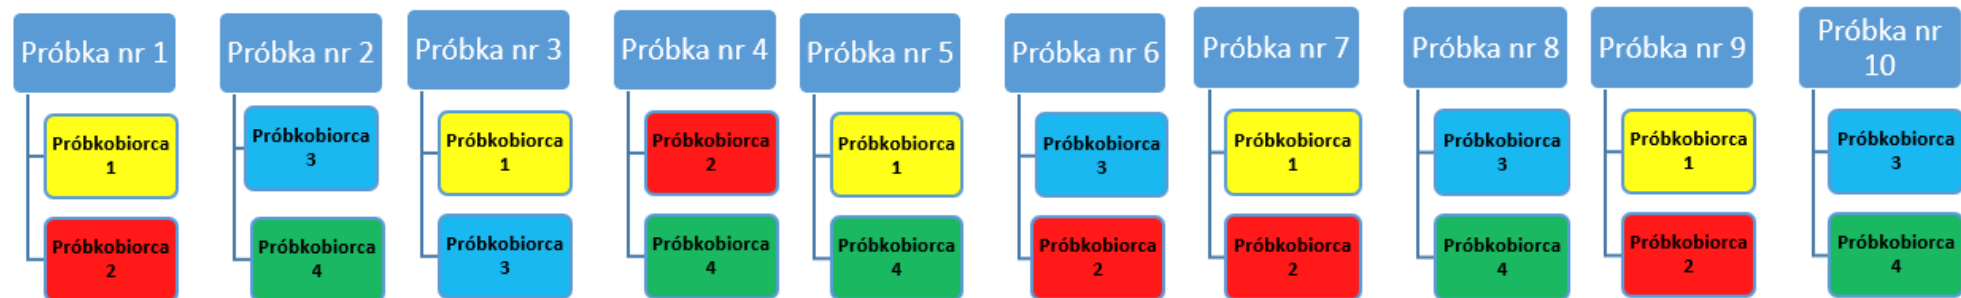 Próbka nr 1
Próbkobiorca
1
Próbkobiorca
2
Próbka nr 2
Próbkobiorca
3
Próbkobiorca
4
Próbka nr 3
Próbkobiorca
1
Próbkobiorca
3
Próbka nr 4
Próbkobiorca
2
Próbkobiorca
4
Próbka nr 5
Próbkobiorca
1
Próbkobiorca
4
Próbka nr 6
Próbkobiorca
3
Próbkobiorca
2
Próbka nr 7
Próbkobiorca
1
Próbkobiorca
2
Próbka nr 8
Próbkobiorca
3
Próbkobiorca
4
Próbka nr 9
Próbkobiorca
1
Próbkobiorca
2
Próbka nr
10
Próbkobiorca
3
Próbkobiorca
4